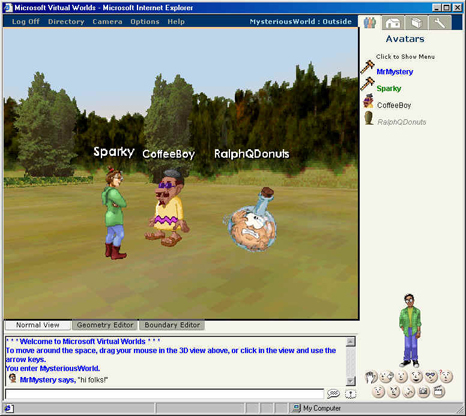 Microsoft Virtual Worlds - Microsoft Internet Explorer
Log Off Directory Camera Options Help MysteriousWorld : Outside
Avatars
Click to Show Menu
MrMystery
Sparky
CoffeeBoy
RalphQDonuts
Sparky CoffeeBoy RalphQDonuts
Normal View Geometry Editor Boundary Editor
* * * Welcome to Microsoft Virtual Worlds * * *
To move around the space, drag your mouse in the 3D view above, or click in the view and use the
arrow keys.
You enter MysteriousWorld.
MrMystery says, "hi folks!"
My Computer